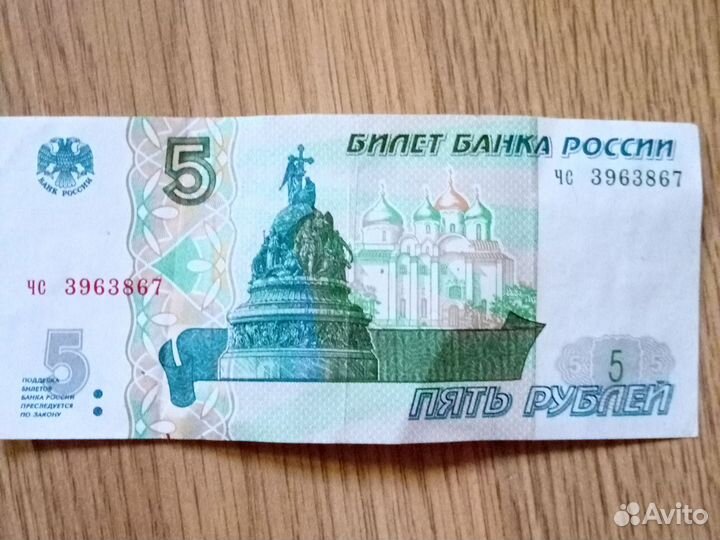 5
БИЛЕТ БАНКА РОССИИ
чс 3963867
БАНК РОССИИ
чс 3963867
5
ПОДДЕЛКА
БИЛЕТОВ
БАНКА РОССИИ
ПРЕСЛЕДУЕТСЯ
ПО ЗАКОНУ
5 5 5
ПЯТЬ РУБЛЕЙ
Avito